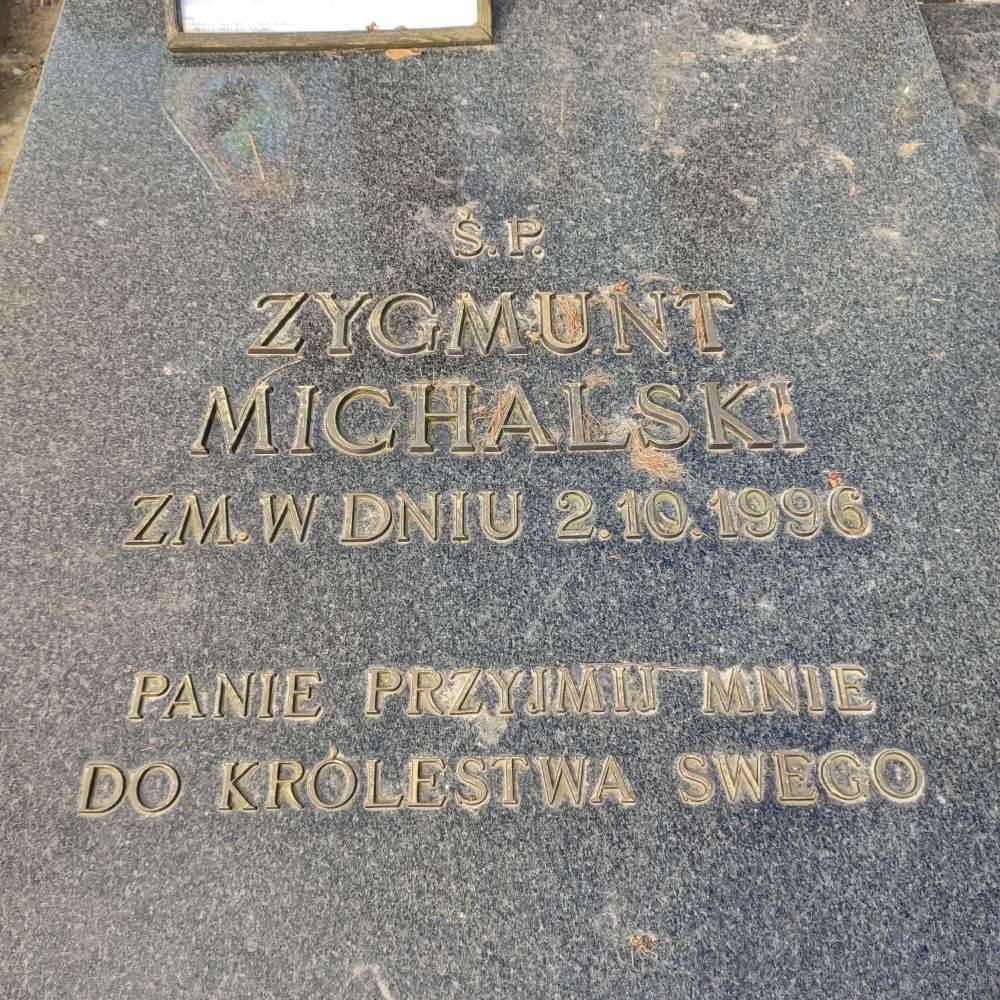 Ś.P.
ZYGMUNT
MICHALSKI
ZM. W DNIU 2.10.1996
PANIE PRZYJMIJ MNIE
DO KRÓLESTWA SWEGO